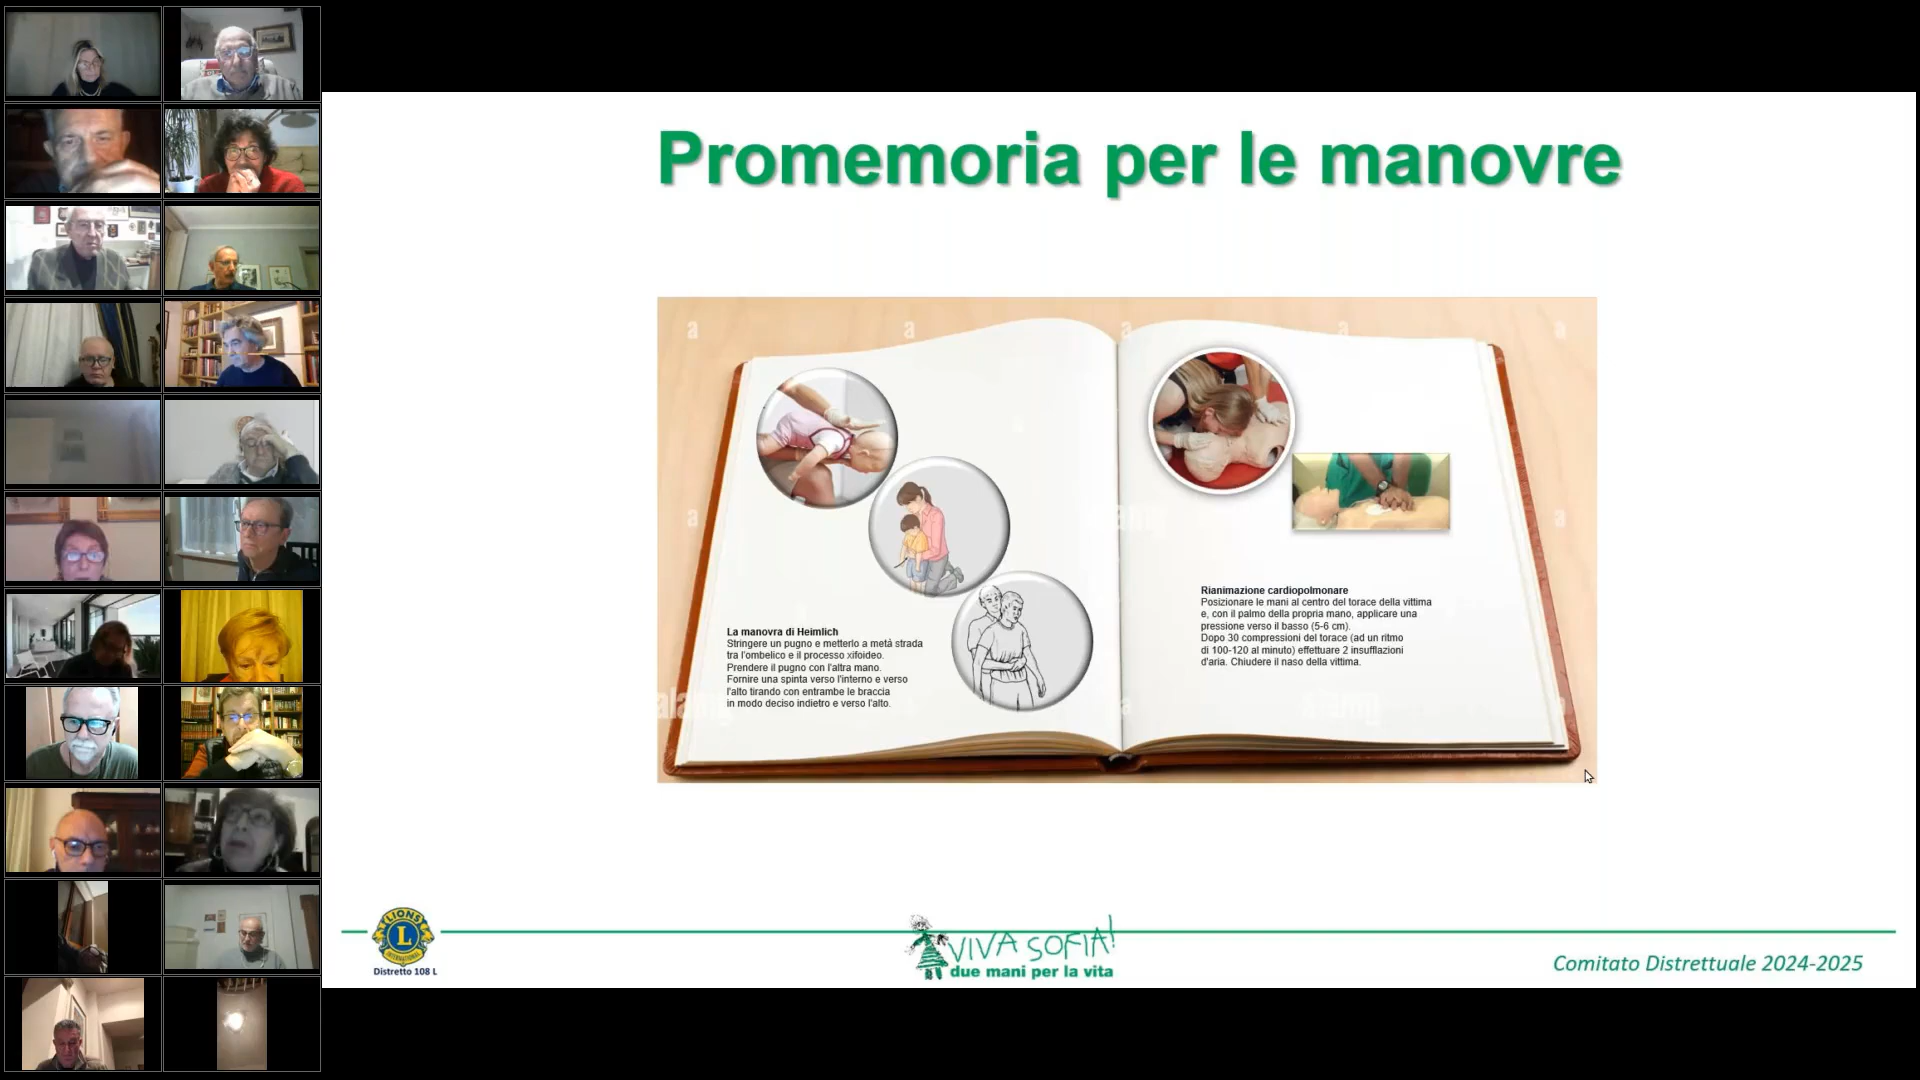 Promemoria per le manovre
a a a a a
La manovra di Heimlich
Stringere un pugno e metterlo a metà strada
tra l'ombelico e il processo xifoideo.
Prendere il pugno con l'altra mano.
Fornire una spinta verso l'interno e verso
l'alto tirando con entrambe le braccia
in modo deciso indietro e verso l'alto.
Rianimazione cardiopolmonare
Posizionare le mani al centro del torace della vittima
e, con il palmo della propria mano, applicare una
pressione verso il basso (5-6 cm).
Dopo 30 compressioni del torace (ad un ritmo
di 100-120 al minuto) effettuare 2 insufflazioni
d'aria. Chiudere il naso della vittima.
alamy
LIONS
L
INTERNATIONAL
Distretto 108 L
VIVA SOFIA!
due mani per la vita
Comitato Distrettuale 2024-2025